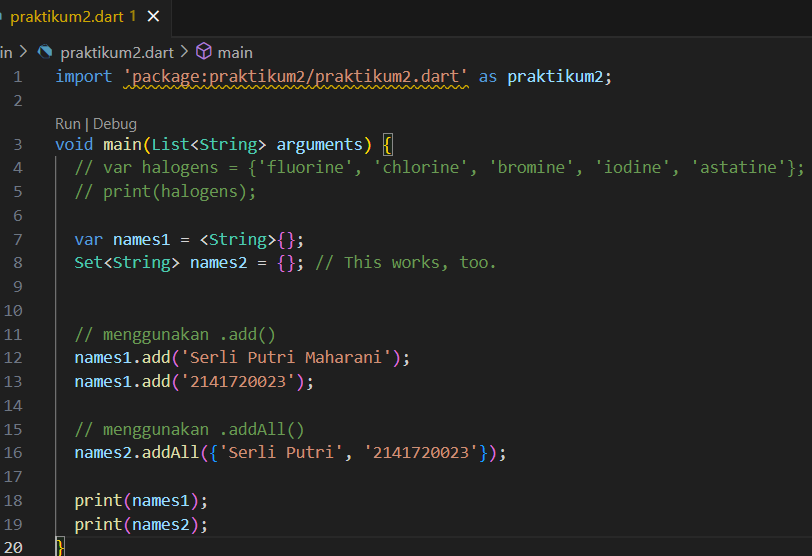 praktikum2.dart 1
in > praktikum2.dart > main
1 import 'package:praktikum2/praktikum2.dart' as praktikum2;
2
Run | Debug
3 void main(List<String> arguments) {
4 // var halogens = {'fluorine', 'chlorine', 'bromine', 'iodine', 'astatine'};
5 // print(halogens);
6
7 var names1 = <String>{};
8 Set<String> names2 = {}; // This works, too.
9
10
11 // menggunakan .add()
12 names1.add('Serli Putri Maharani');
13 names1.add('2141720023');
14
15 // menggunakan .addAll()
16 names2.addAll({'Serli Putri', '2141720023'});
17
18 print(names1);
19 print(names2);
20 }